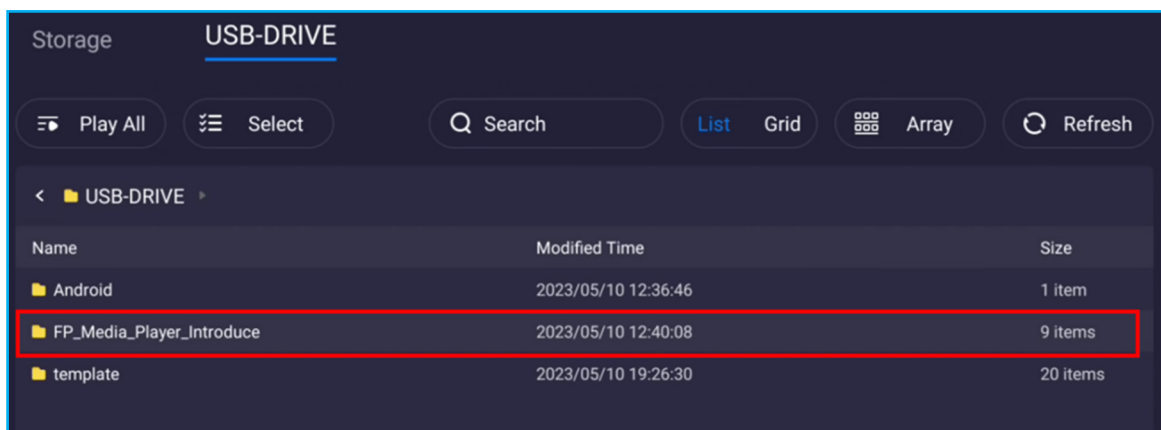 Storage USB-DRIVE
Play All Select Search List Grid Array Refresh
USB-DRIVE
Name Modified Time Size
Android 2023/05/10 12:36:46 1 item
FP_Media_Player_Introduce 2023/05/10 12:40:08 9 items
template 2023/05/10 19:26:30 20 items